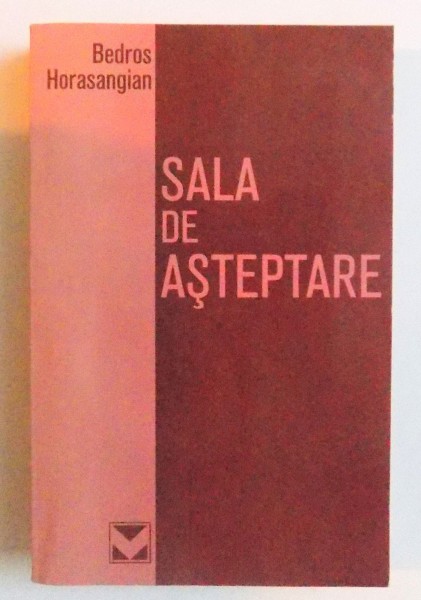 Bedros
Horasangian
SALA
DE
AŞTEPTARE